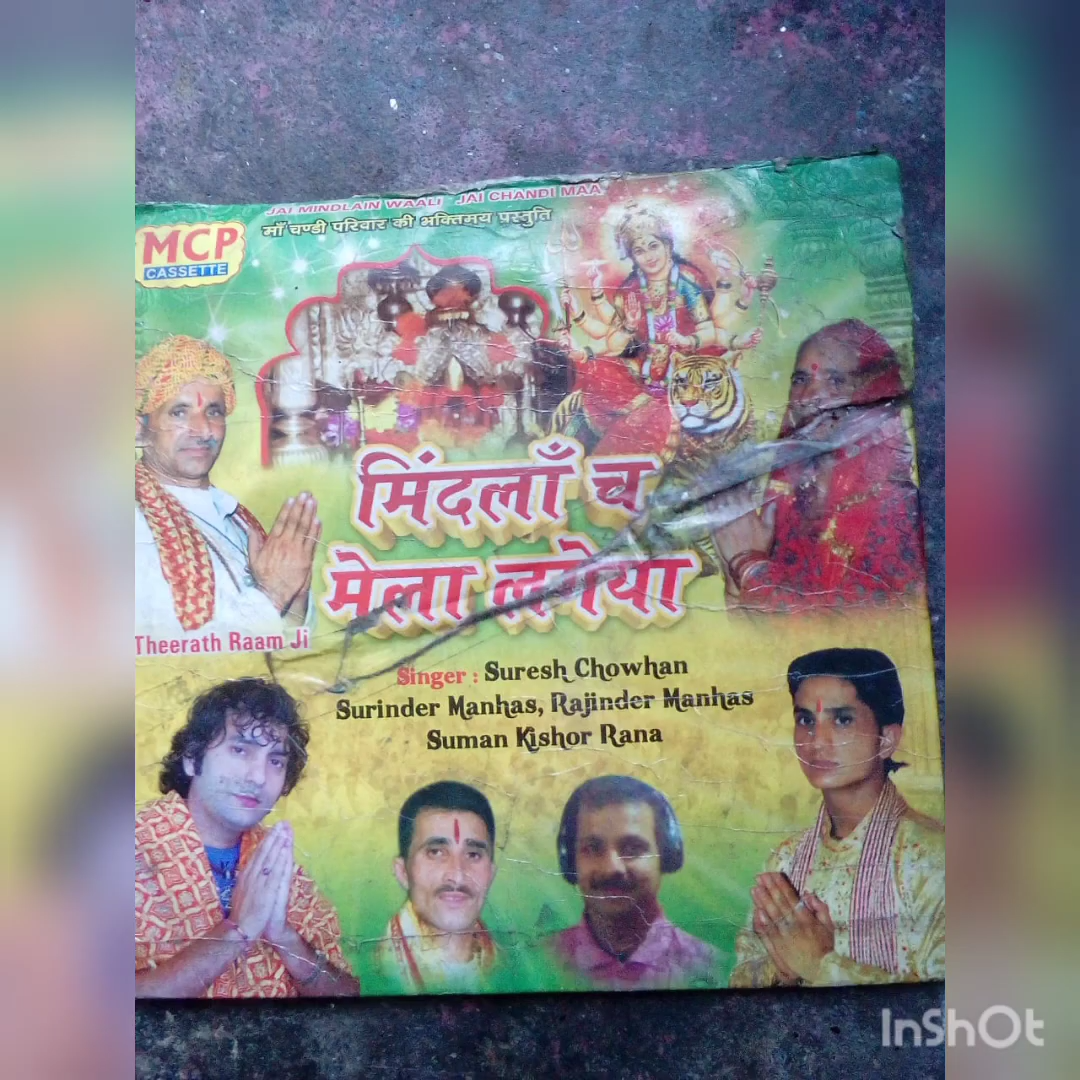 JAI MINDLAIN WAALI JAI CHANDI MAA
माँ चण्डी परिवार की भक्तिमय प्रस्तुति
MCP
CASSETTE
मिंदलाँ च
मेला लगेया
Theerath Raam Ji
Singer : Suresh Chowhan
Surinder Manhas, Rajinder Manhas
Suman Kishor Rana
InShOt